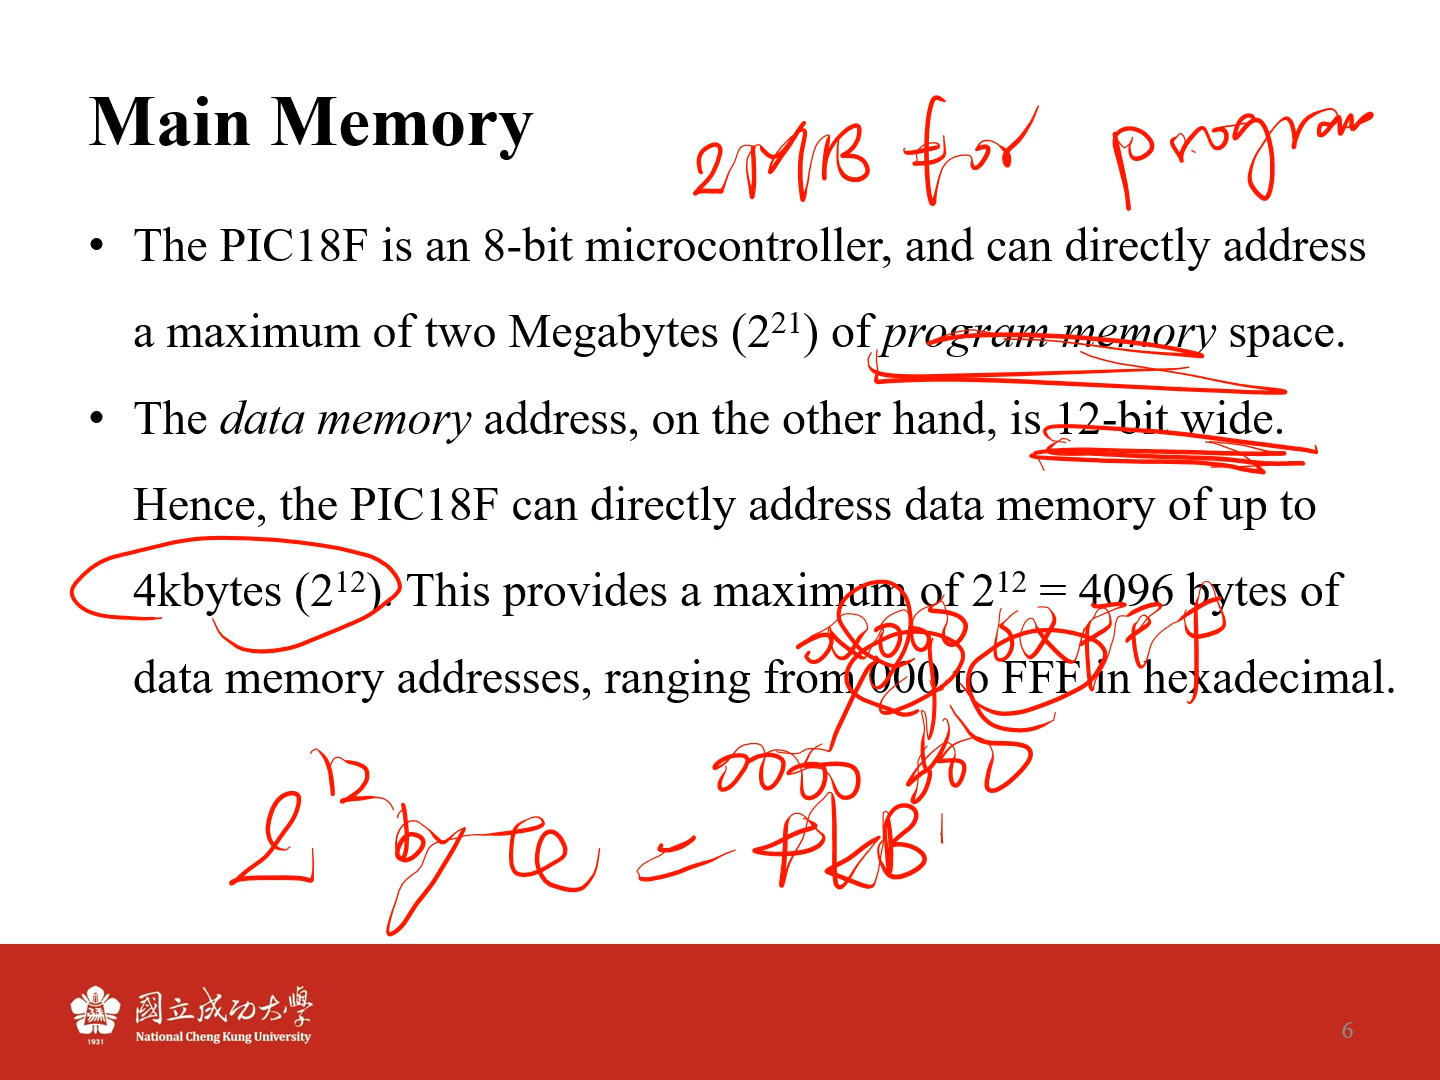 Main Memory
2MB for program
• The PIC18F is an 8-bit microcontroller, and can directly address
a maximum of two Megabytes (2²¹) of program memory space.
• The data memory address, on the other hand, is 12-bit wide.
Hence, the PIC18F can directly address data memory of up to
4kbytes (2¹²). This provides a maximum of 2¹² = 4096 bytes of
data memory addresses, ranging from 000 to FFF in hexadecimal.
2¹² byte = 4kB
國立成功大學
National Cheng Kung University
1931
6